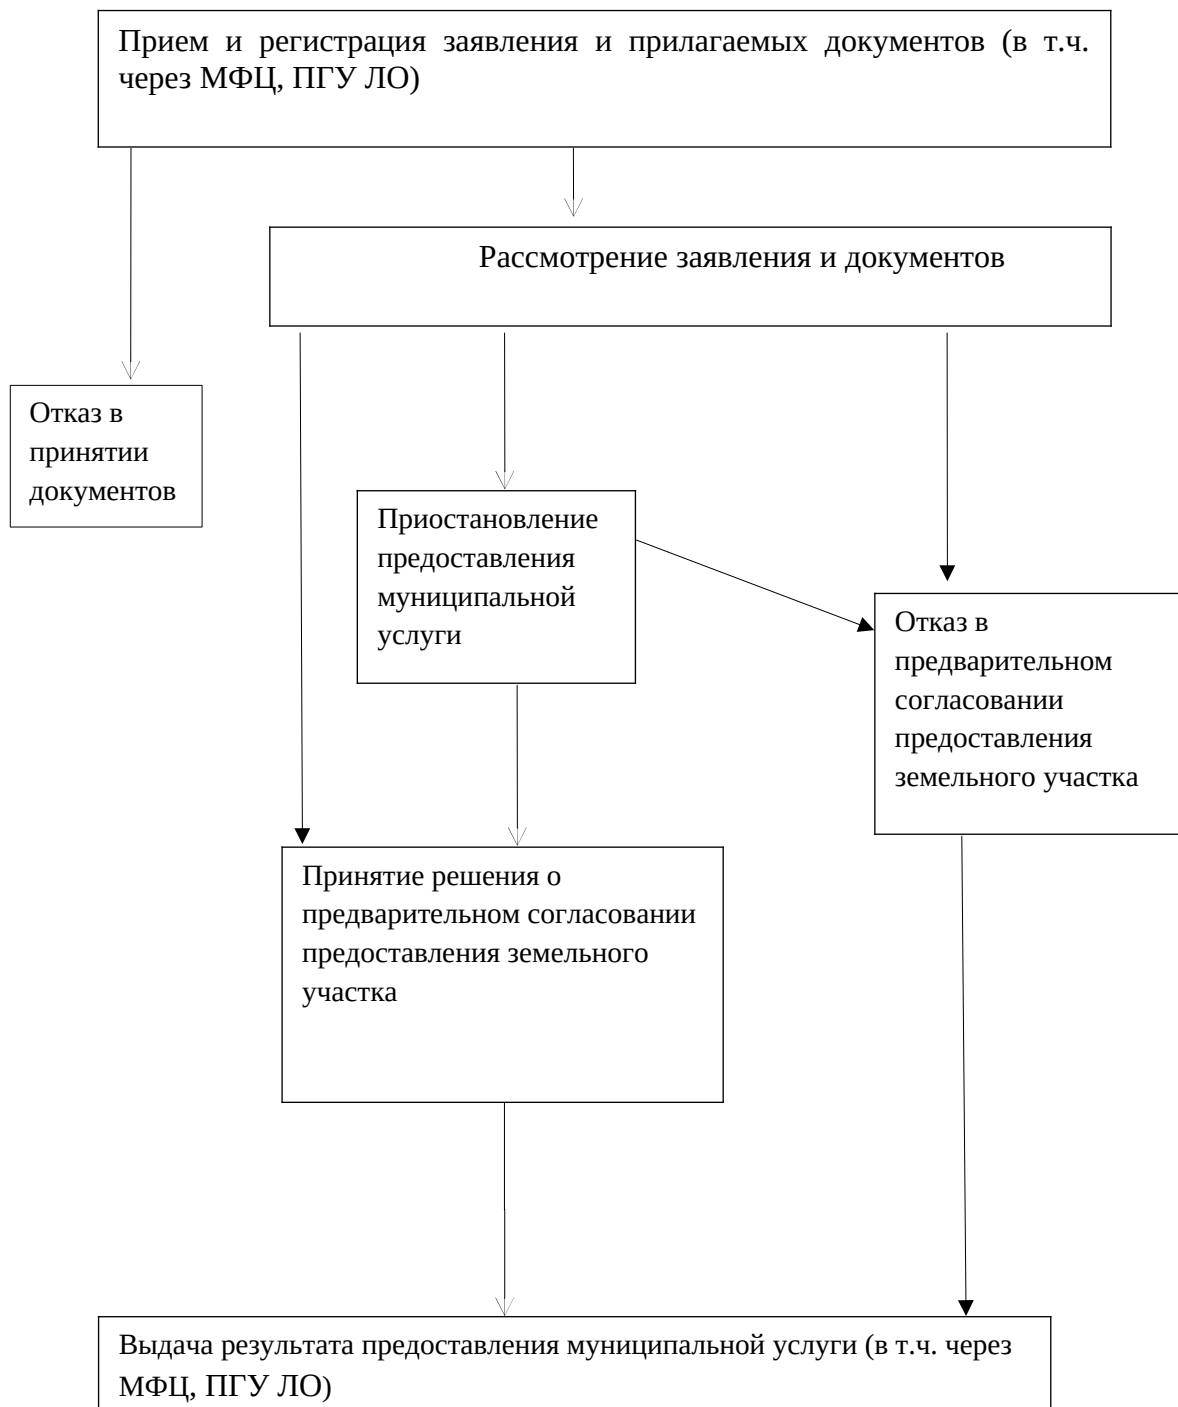 Прием и регистрация заявления и прилагаемых документов (в т.ч.
через МФЦ, ПГУ ЛО)
Рассмотрение заявления и документов
Отказ в
принятии
документов
Приостановление
предоставления
муниципальной
услуги
Отказ в
предварительном
согласовании
предоставления
земельного участка
Принятие решения о
предварительном согласовании
предоставления земельного
участка
Выдача результата предоставления муниципальной услуги (в т.ч. через
МФЦ, ПГУ ЛО)